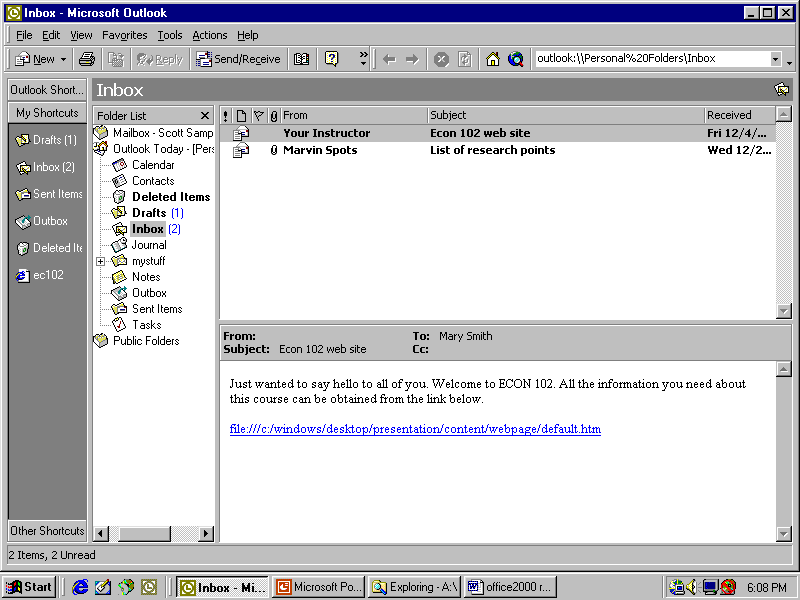 Inbox - Microsoft Outlook
File Edit View Favorites Tools Actions Help
New Reply Send/Receive outlook:\\Personal%20Folders\Inbox
Outlook Short... Inbox
My Shortcuts
Drafts (1)
Inbox (2)
Sent Items
Outbox
Deleted Ite
ec102
Other Shortcuts
Folder List
Mailbox - Scott Samp
Outlook Today - [Pers
Calendar
Contacts
Deleted Items
Drafts (1)
Inbox (2)
Journal
mystuff
Notes
Outbox
Sent Items
Tasks
Public Folders
From Subject Received
Your Instructor Econ 102 web site Fri 12/4/...
Marvin Spots List of research points Wed 12/2...
From: To: Mary Smith
Subject: Econ 102 web site Cc:
Just wanted to say hello to all of you. Welcome to ECON 102. All the information you need about
this course can be obtained from the link below.
file:///c:/windows/desktop/presentation/content/webpage/default.htm
2 Items, 2 Unread
Start Inbox - Mi... Microsoft Po... Exploring - A:\ office2000 r... 6:08 PM